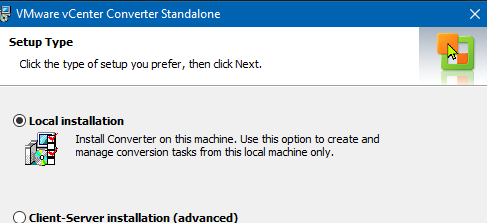 VMware vCenter Converter Standalone
Setup Type
Click the type of setup you prefer, then click Next.
Local installation
Install Converter on this machine. Use this option to create and
manage conversion tasks from this local machine only.
Client-Server installation (advanced)